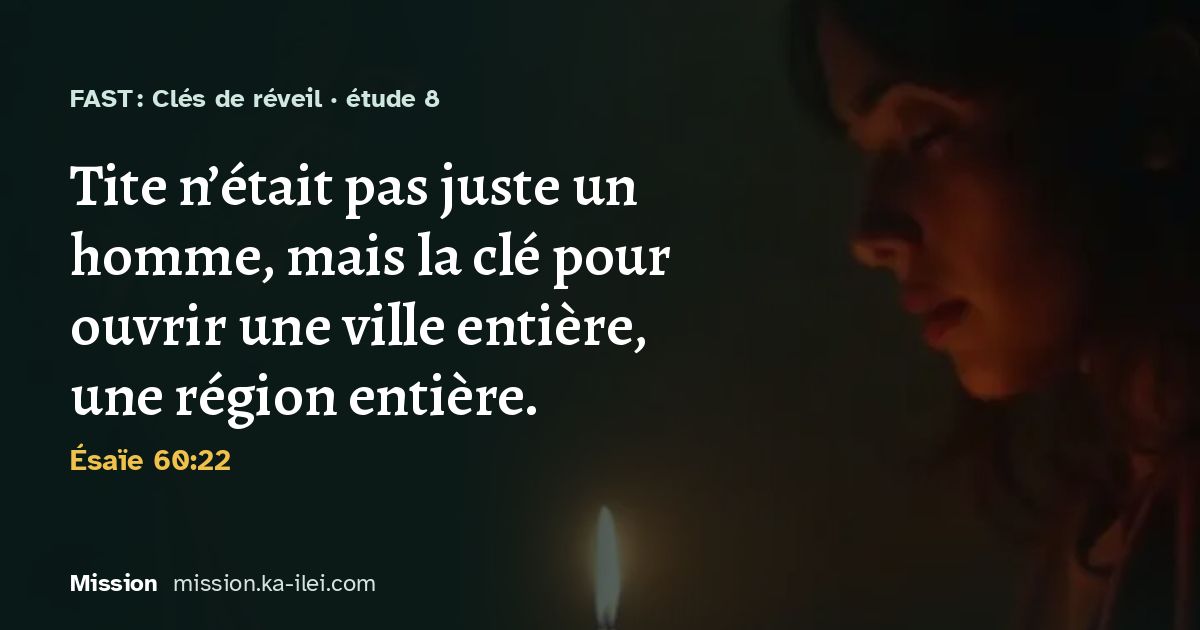 FAST: Clés de réveil · étude 8
Tite n’était pas juste un
homme, mais la clé pour
ouvrir une ville entière,
une région entière.
Ésaïe 60:22
Mission mission.ka-ilei.com